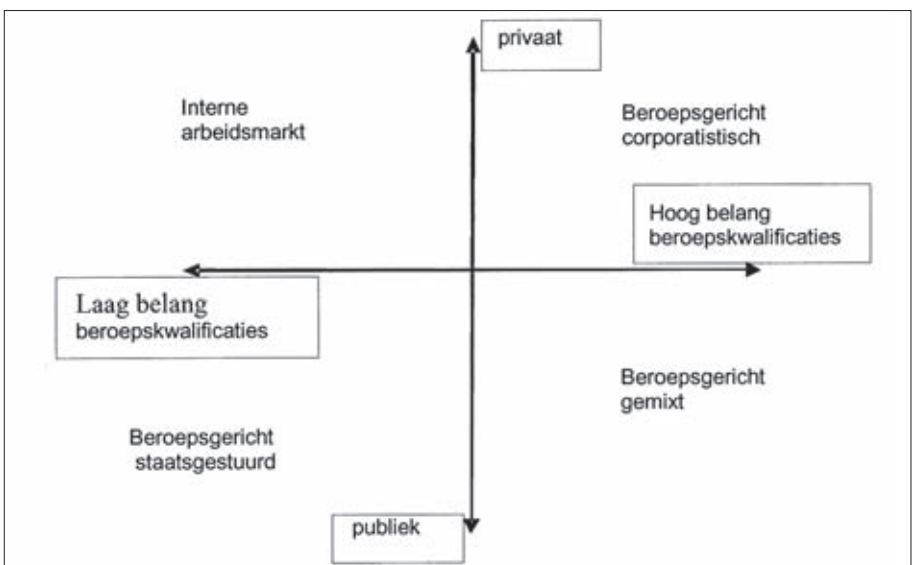 privaat
Interne
arbeidsmarkt
Beroepsgericht
corporatistisch
Hoog belang
beroepskwalificaties
Laag belang
beroepskwalificaties
Beroepsgericht
gemixt
Beroepsgericht
staatsgestuurd
publiek